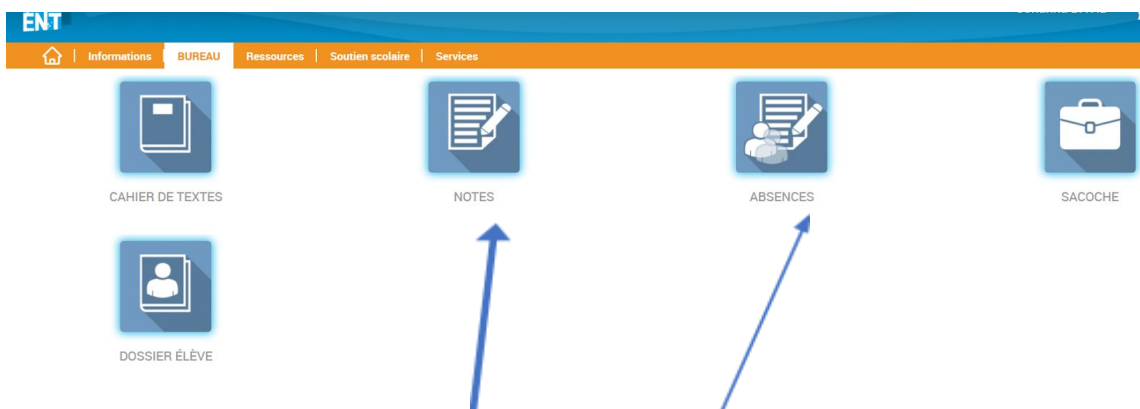 ENT
Informations BUREAU Ressources Soutien scolaire Services
CAHIER DE TEXTES NOTES ABSENCES SACOCHE
DOSSIER ÉLÈVE